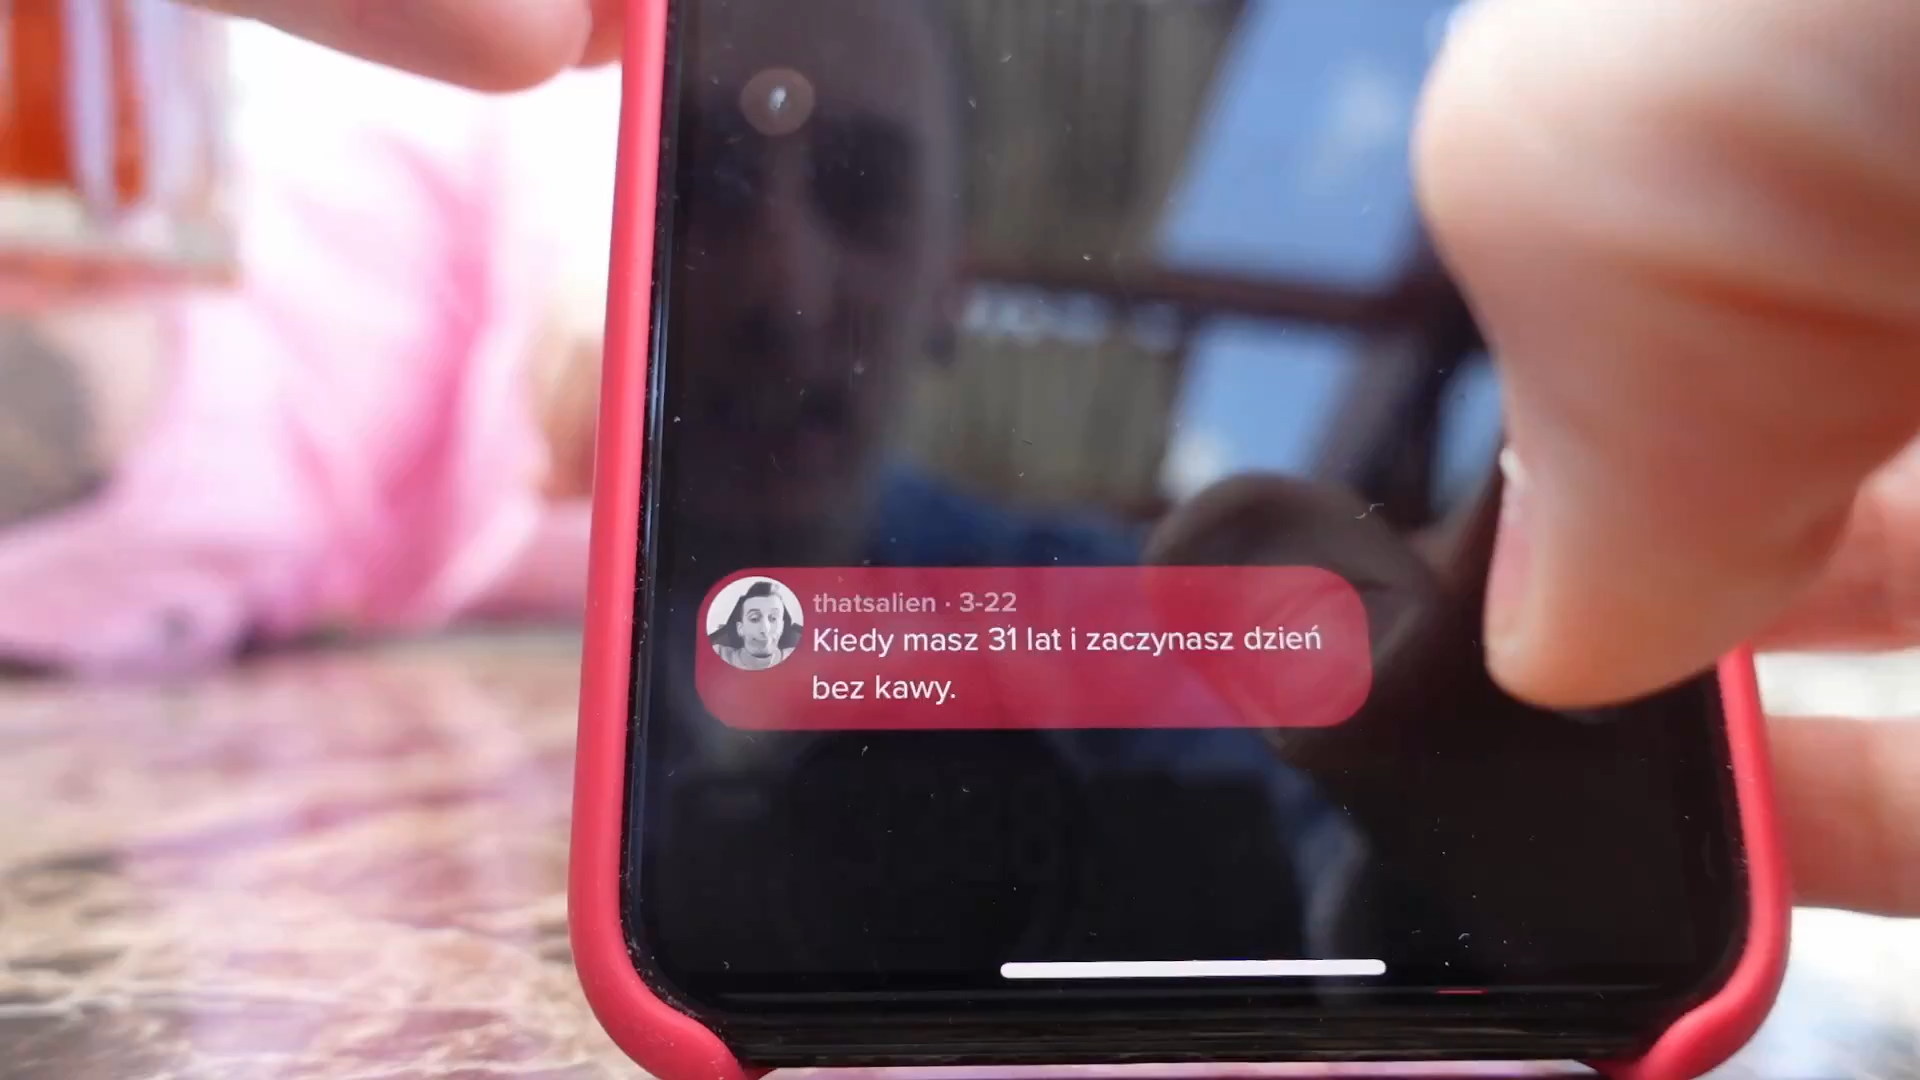 thatsalien · 3-22
Kiedy masz 31 lat i zaczynasz dzień
bez kawy.